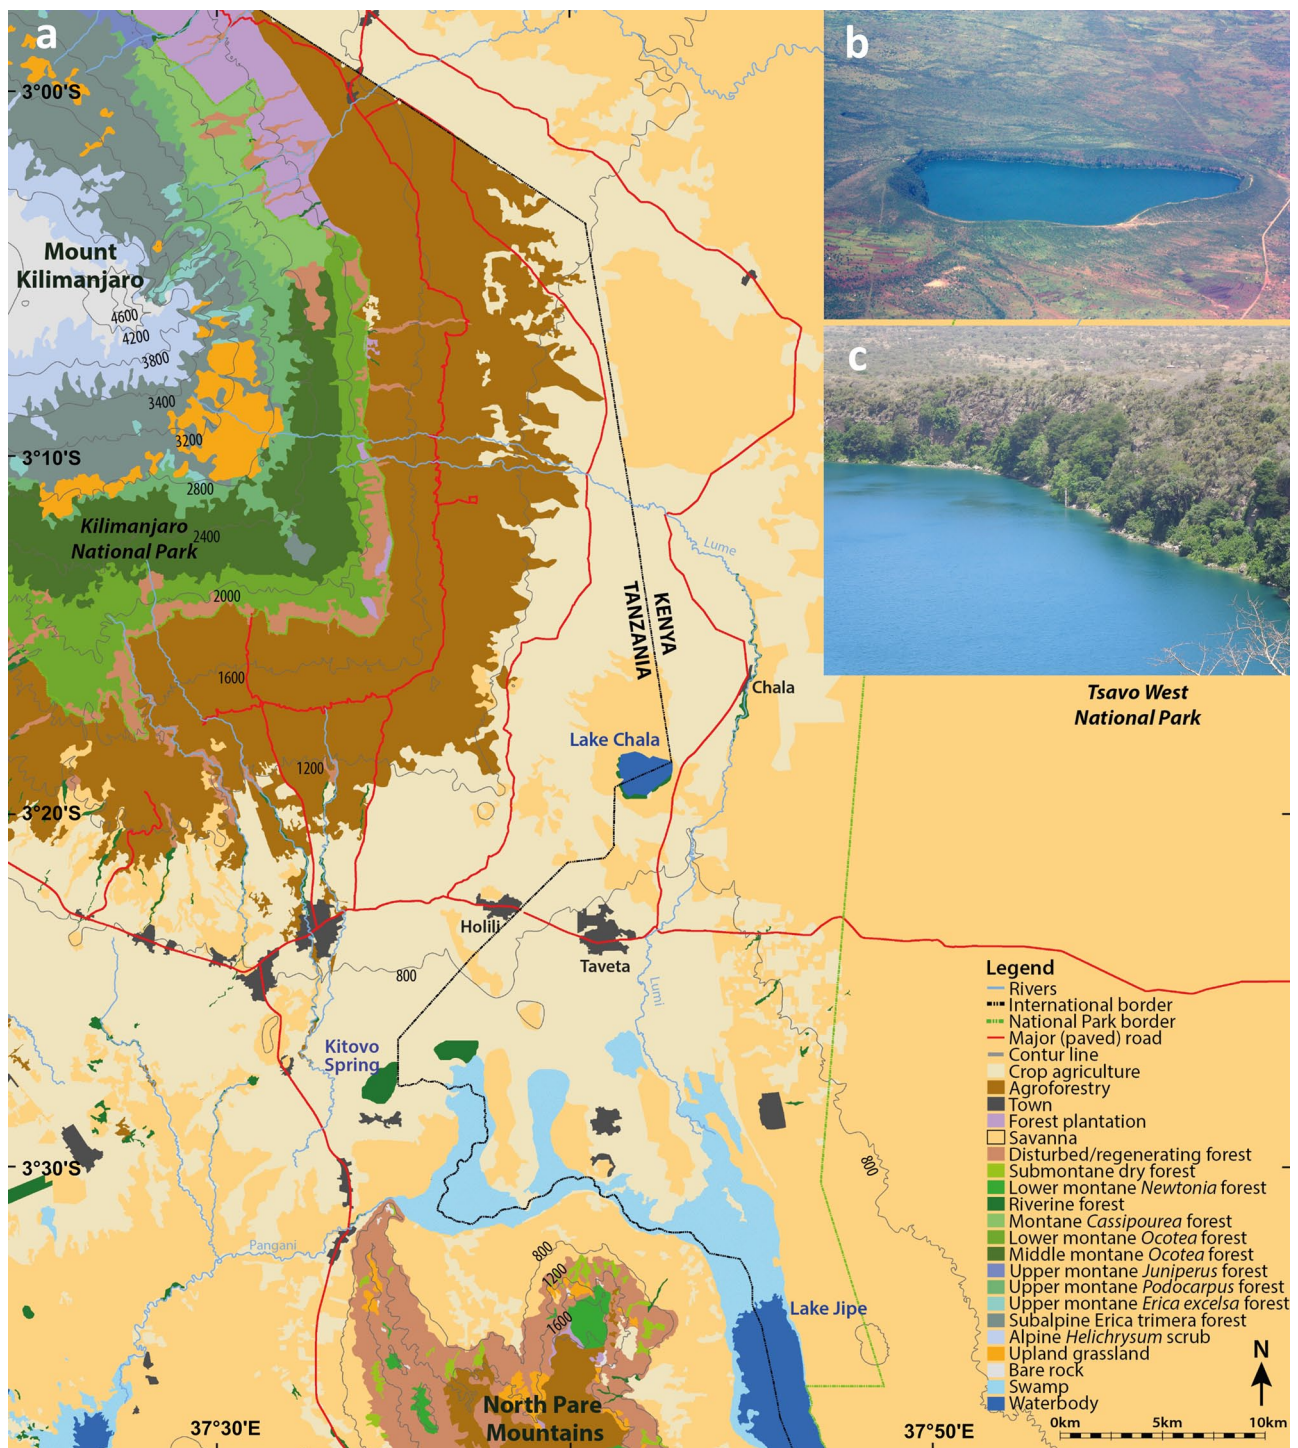 a
b
c
3°00'S
Mount
Kilimanjaro
4600
4200
3800
3400
3200
3°10'S
2800
Kilimanjaro
National Park
2400
2000
1600
1200
Lume
KENYA
TANZANIA
Chala
Lake Chala
Tsavo West
National Park
3°20'S
Holili
Taveta
800
Lumi
Kitovo
Spring
3°30'S
800
Pangani
800
1200
1600
Lake Jipe
North Pare
Mountains
37°30'E
37°50'E
Legend
Rivers
International border
National Park border
Major (paved) road
Contur line
Crop agriculture
Agroforestry
Town
Forest plantation
Savanna
Disturbed/regenerating forest
Submontane dry forest
Lower montane Newtonia forest
Riverine forest
Montane Cassipourea forest
Lower montane Ocotea forest
Middle montane Ocotea forest
Upper montane Juniperus forest
Upper montane Podocarpus forest
Upper montane Erica excelsa forest
Subalpine Erica trimera forest
Alpine Helichrysum scrub
Upland grassland
Bare rock
Swamp
Waterbody
N
0km 5km 10km